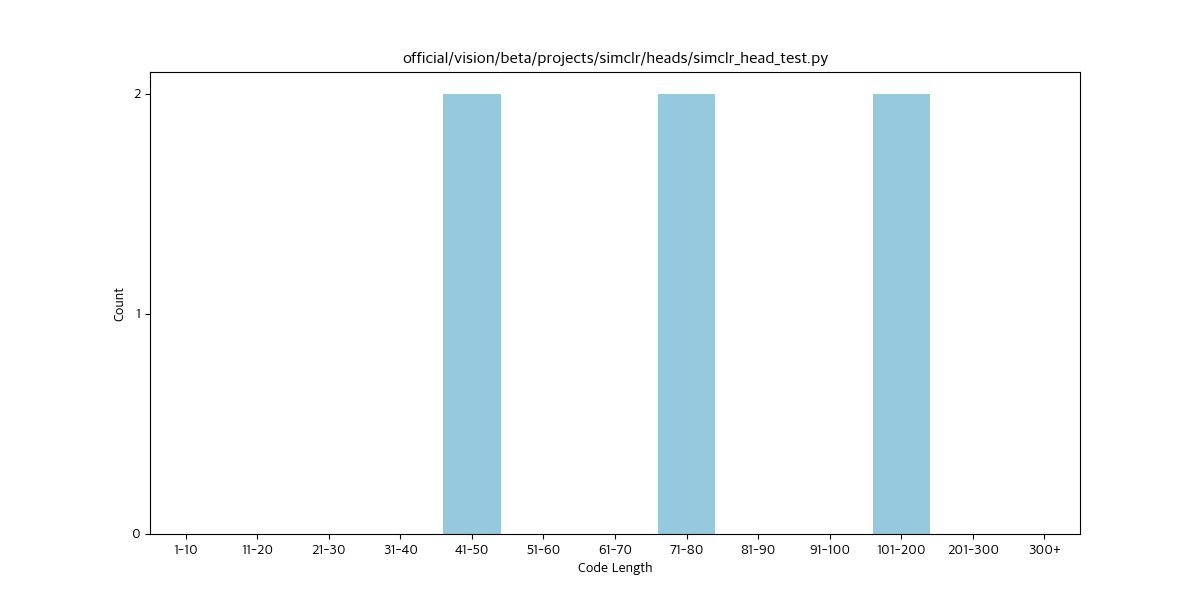 official/vision/beta/projects/simclr/heads/simclr_head_test.py
2
1
0
Count
1-10 11-20 21-30 31-40 41-50 51-60 61-70 71-80 81-90 91-100 101-200 201-300 300+
Code Length